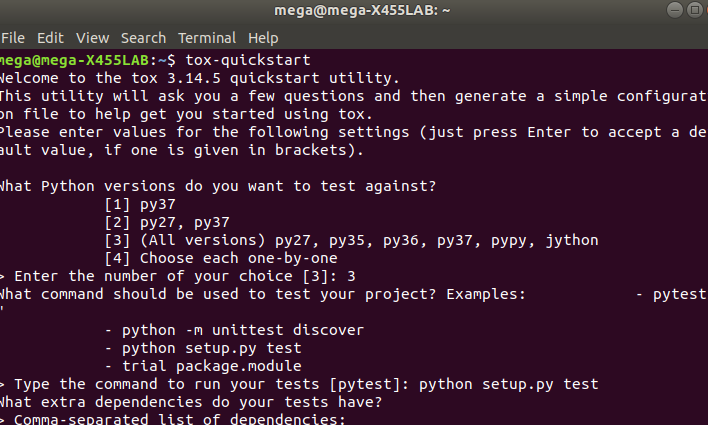 mega@mega-X455LAB: ~
File Edit View Search Terminal Help
mega@mega-X455LAB:~$ tox-quickstart
Welcome to the tox 3.14.5 quickstart utility.
This utility will ask you a few questions and then generate a simple configurat
on file to help get you started using tox.
Please enter values for the following settings (just press Enter to accept a de
ault value, if one is given in brackets).
What Python versions do you want to test against?
[1] py37
[2] py27, py37
[3] (All versions) py27, py35, py36, py37, pypy, jython
[4] Choose each one-by-one
> Enter the number of your choice [3]: 3
What command should be used to test your project? Examples: - pytest
"
- python -m unittest discover
- python setup.py test
- trial package.module
> Type the command to run your tests [pytest]: python setup.py test
What extra dependencies do your tests have?
> Comma-separated list of dependencies: